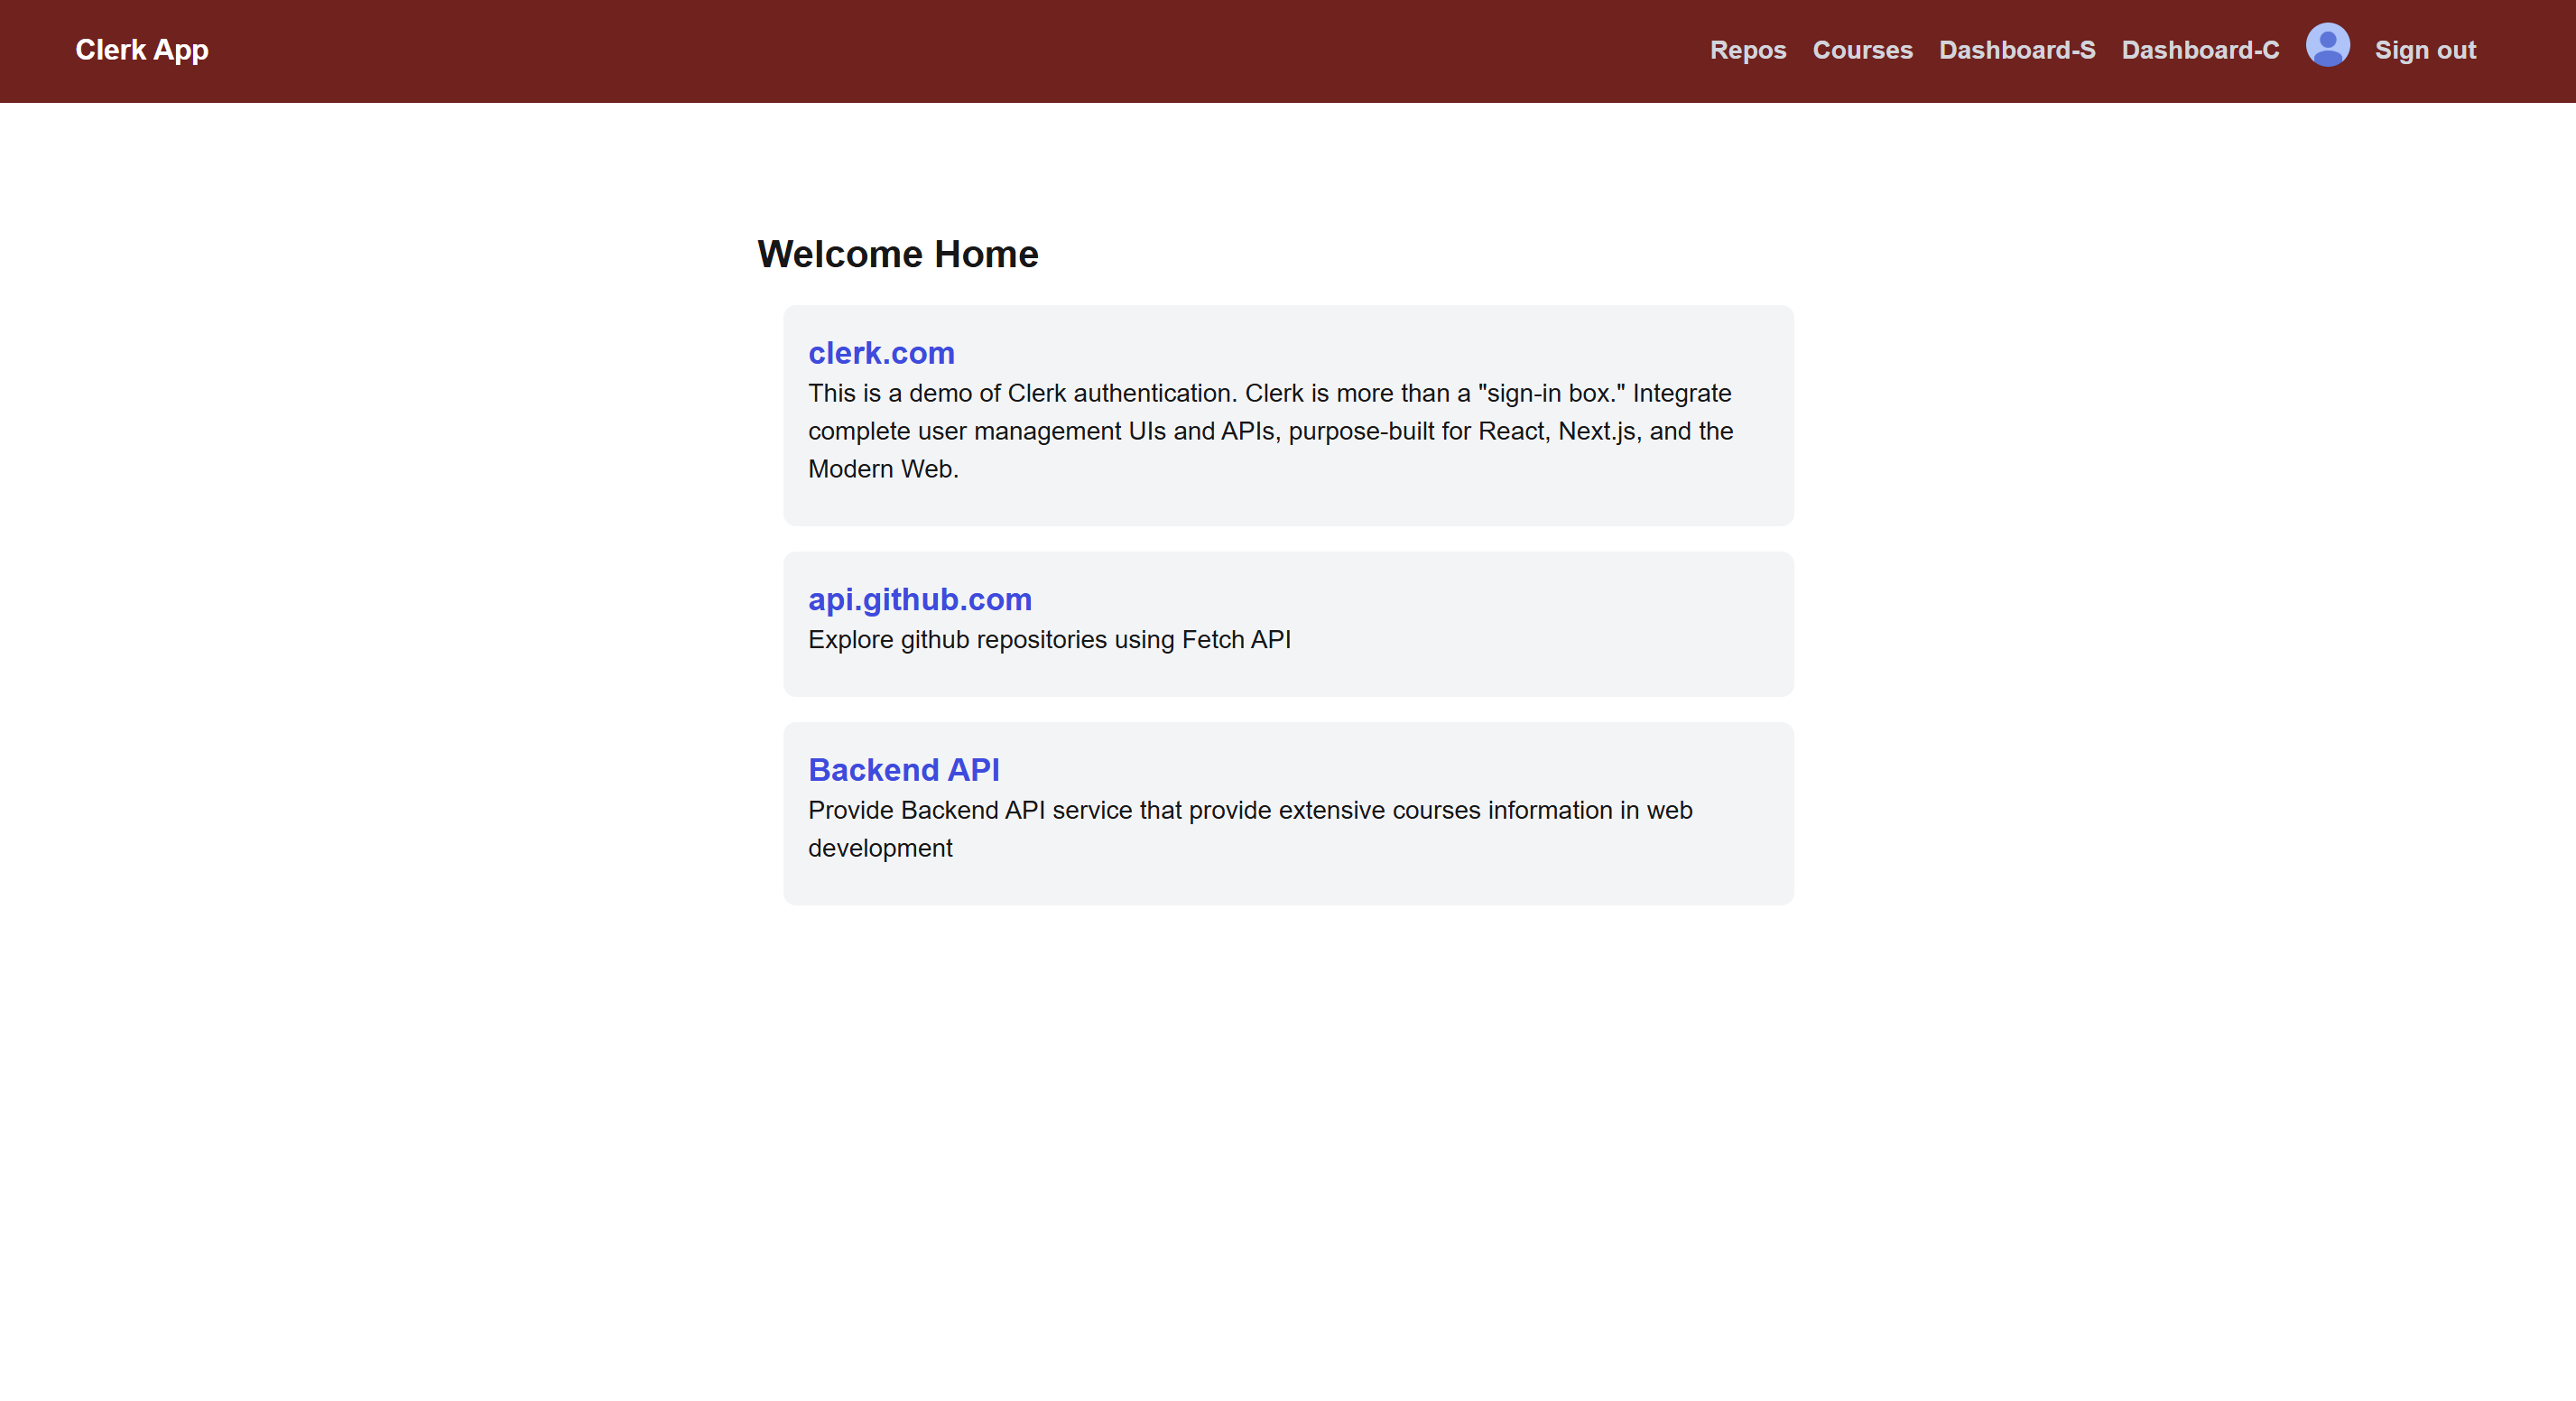 Clerk App
Repos Courses Dashboard-S Dashboard-C Sign out
Welcome Home
clerk.com
This is a demo of Clerk authentication. Clerk is more than a "sign-in box." Integrate
complete user management UIs and APIs, purpose-built for React, Next.js, and the
Modern Web.
api.github.com
Explore github repositories using Fetch API
Backend API
Provide Backend API service that provide extensive courses information in web
development